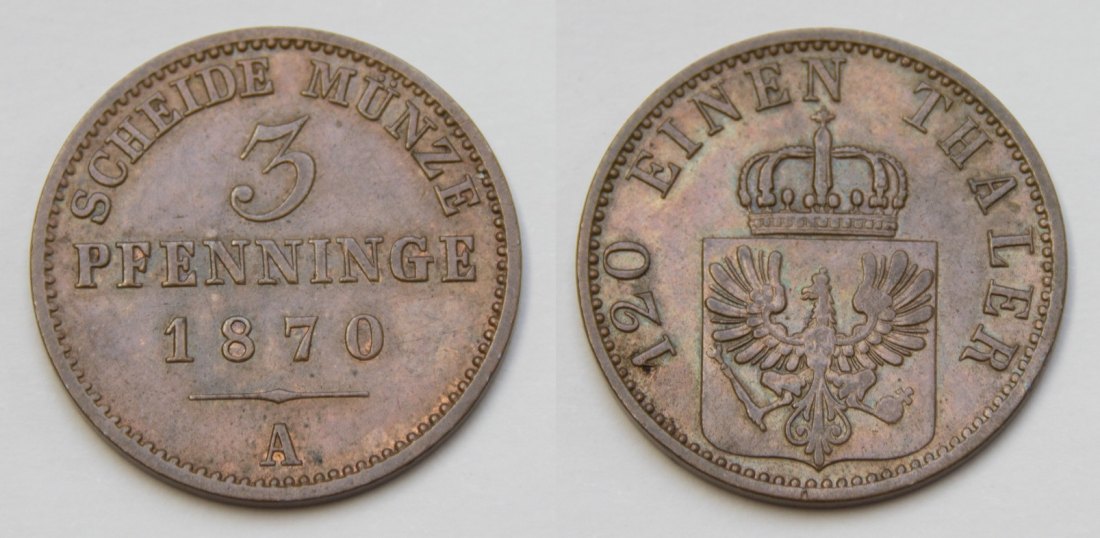 SCHEIDE MÜNZE
3
PFENNINGE
1870
A
120 EINEN THALER